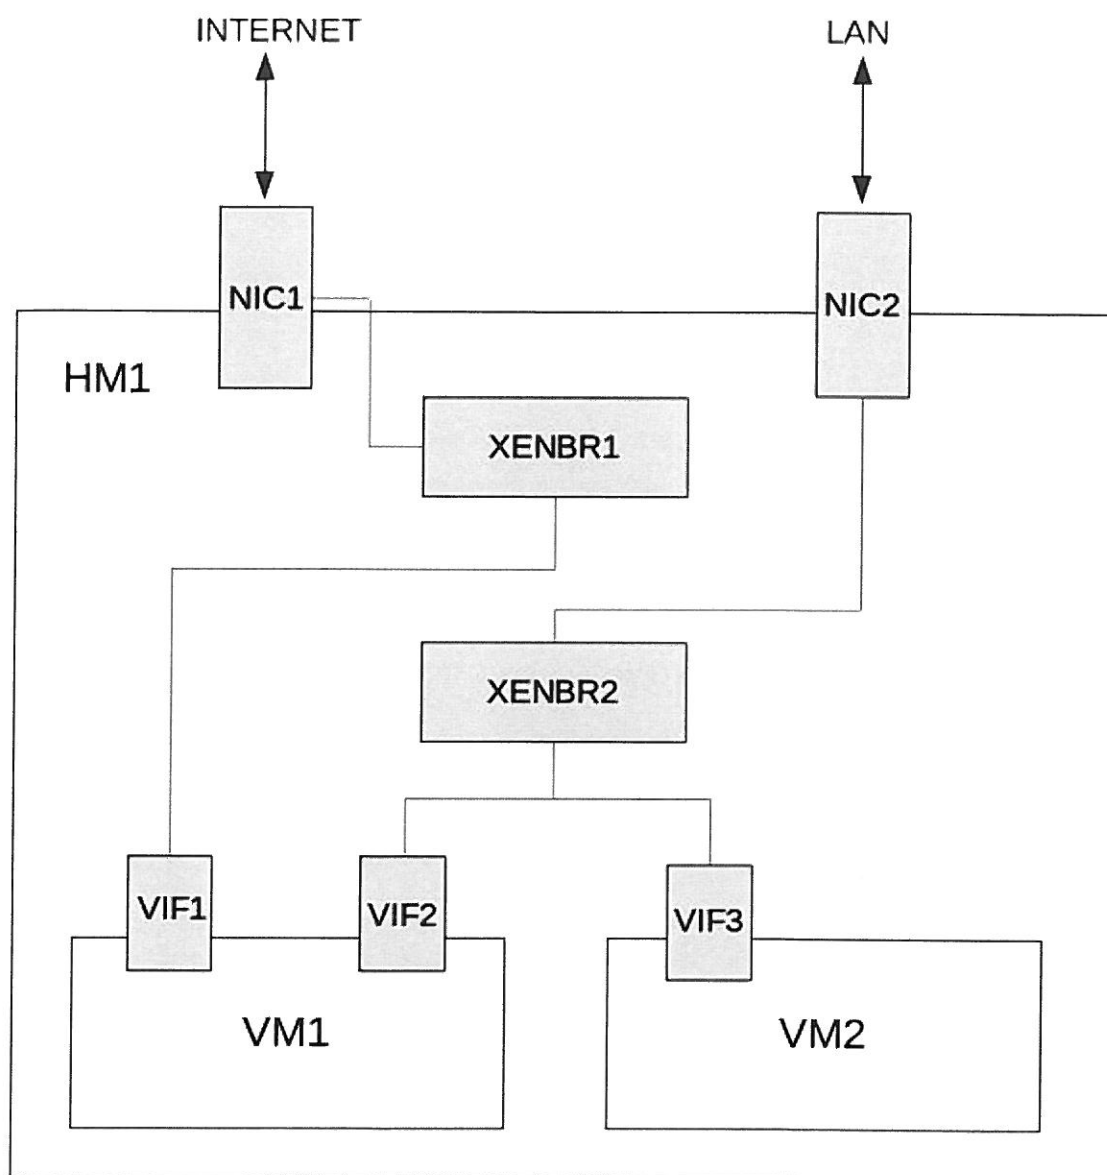 INTERNET
LAN
NIC1
NIC2
HM1
XENBR1
XENBR2
VIF1
VIF2
VIF3
VM1
VM2